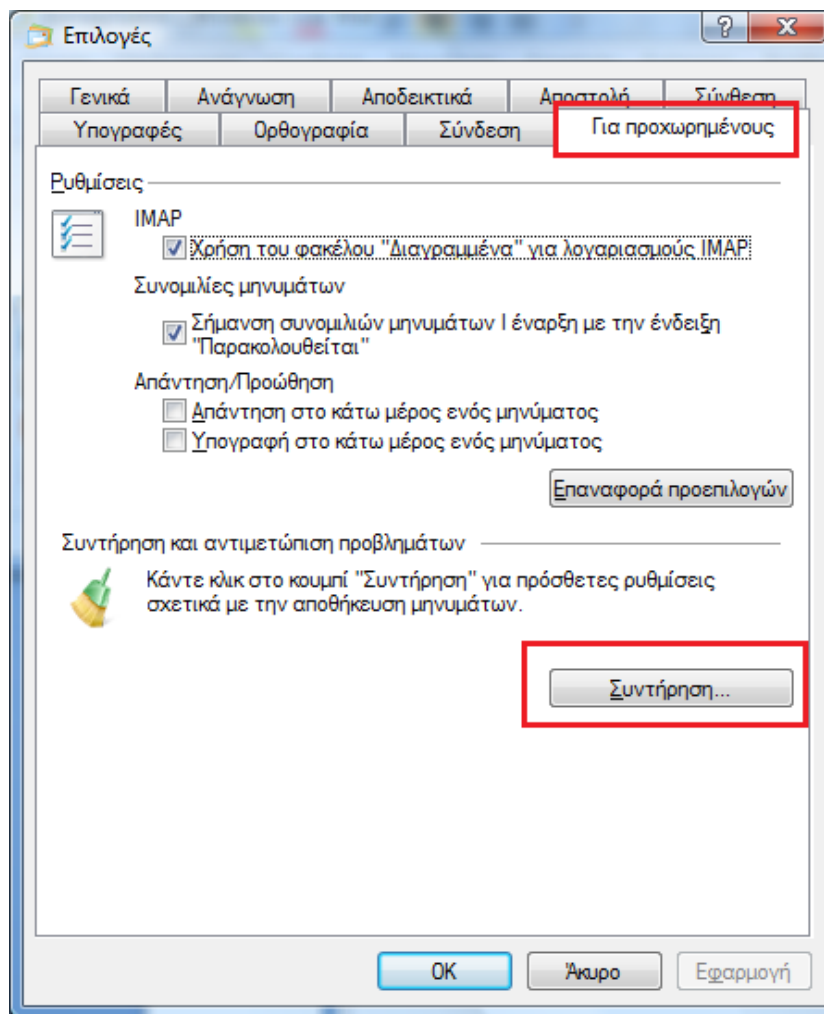 Επιλογές
Γενικά Ανάγνωση Αποδεικτικά Αποστολή Σύνθεση
Υπογραφές Ορθογραφία Σύνδεση Για προχωρημένους
Ρυθμίσεις
IMAP
Χρήση του φακέλου "Διαγραμμένα" για λογαριασμούς IMAP
Συνομιλίες μηνυμάτων
Σήμανση συνομιλιών μηνυμάτων Ι έναρξη με την ένδειξη
"Παρακολουθείται"
Απάντηση/Προώθηση
Απάντηση στο κάτω μέρος ενός μηνύματος
Υπογραφή στο κάτω μέρος ενός μηνύματος
Επαναφορά προεπιλογών
Συντήρηση και αντιμετώπιση προβλημάτων
Κάντε κλικ στο κουμπί "Συντήρηση" για πρόσθετες ρυθμίσεις
σχετικά με την αποθήκευση μηνυμάτων.
Συντήρηση...
OK Άκυρο Εφαρμογή